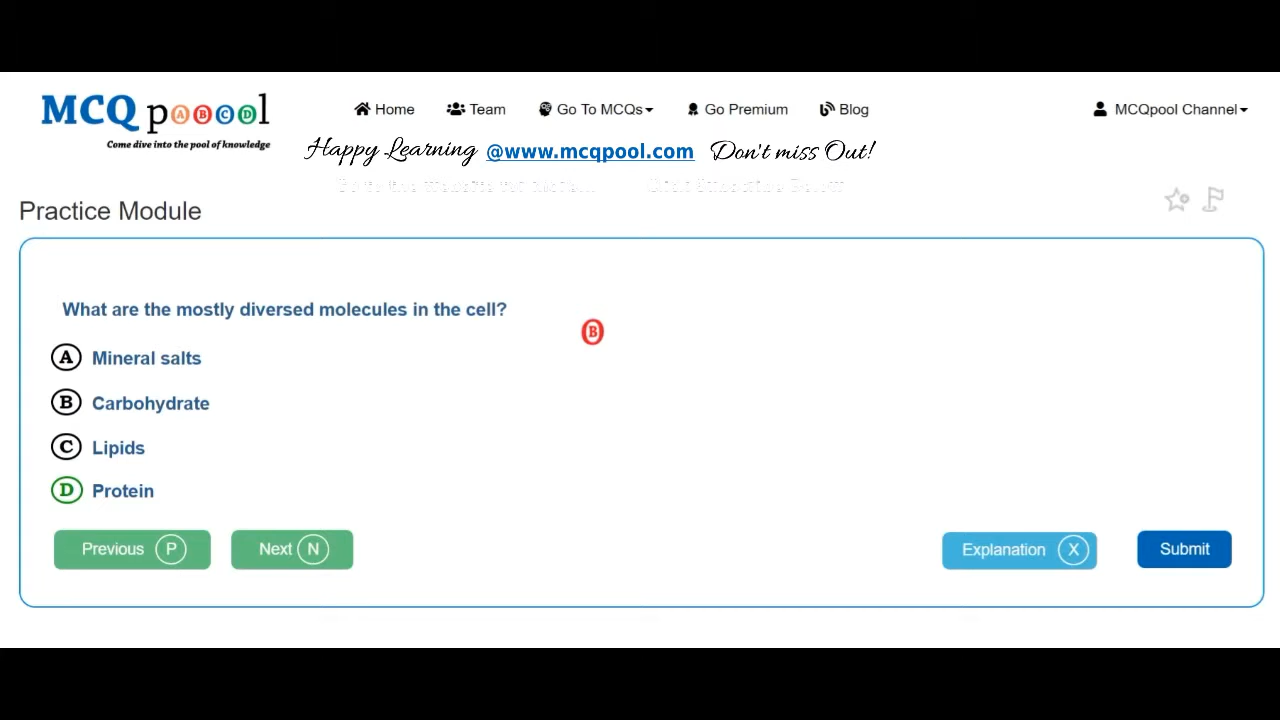 MCQ pooool
Come dive into the pool of knowledge
Home Team Go To MCQs Go Premium Blog MCQpool Channel
Happy Learning @www.mcqpool.com Don't miss Out!
Practice Module
What are the mostly diversed molecules in the cell?
B
A Mineral salts
B Carbohydrate
C Lipids
D Protein
Previous P Next N Explanation X Submit